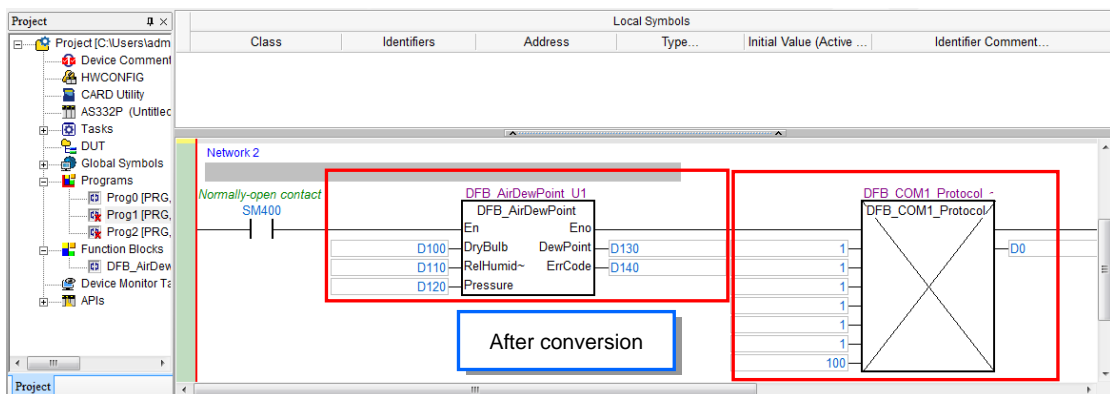 Project
Project [C:\Users\adm
Device Comment
HWCONFIG
CARD Utility
AS332P (Untitled
Tasks
DUT
Global Symbols
Programs
Prog0 [PRG,
Prog1 [PRG,
Prog2 [PRG,
Function Blocks
DFB_AirDew
Device Monitor Ta
APIs
Project
Local Symbols
Class Identifiers Address Type... Initial Value (Active ... Identifier Comment...
Network 2
Normally-open contact
SM400
DFB_AirDewPoint_U1
DFB_AirDewPoint
En Eno
D100 DryBulb DewPoint D130
D110 RelHumid~ ErrCode D140
D120 Pressure
After conversion
DFB_COM1_Protocol_~
DFB_COM1_Protocol
1 D0
1
1
1
1
1
100